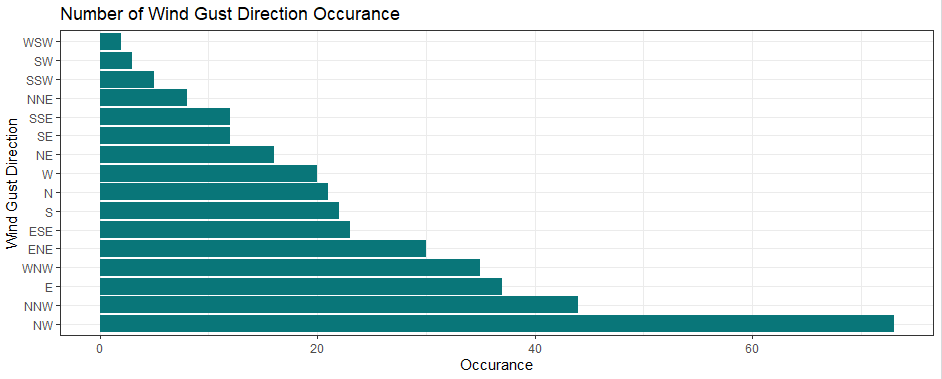 Number of Wind Gust Direction Occurance
Wind Gust Direction
WSW
SW
SSW
NNE
SSE
SE
NE
W
N
S
ESE
ENE
WNW
E
NNW
NW
0 20 40 60
Occurance